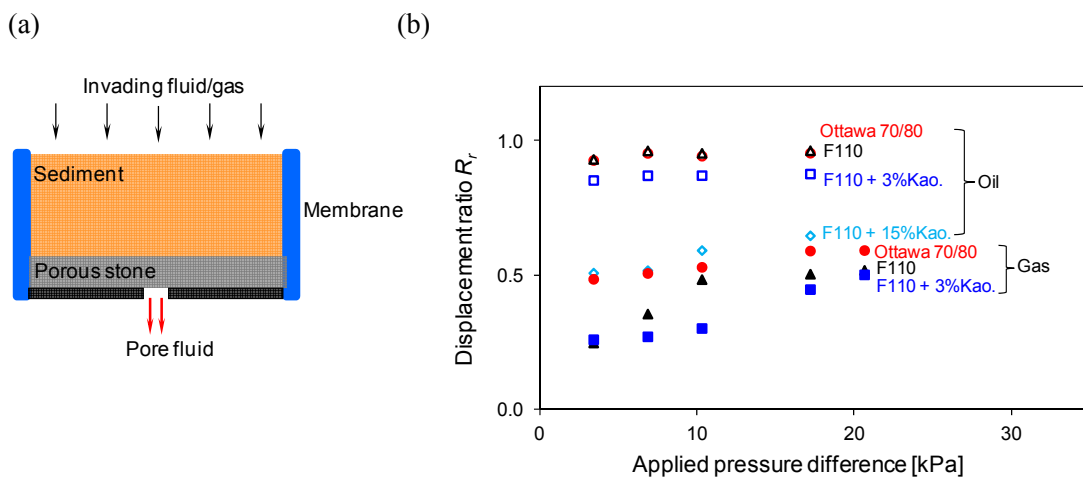 (a)
Invading fluid/gas
Sediment
Membrane
Porous stone
Pore fluid
(b)
Displacement ratio Rr
1.0
0.5
0.0
0
10
20
30
Applied pressure difference [kPa]
Ottawa 70/80
F110
F110 + 3%Kao.
Oil
F110 + 15%Kao.
Ottawa 70/80
F110
Gas
F110 + 3%Kao.